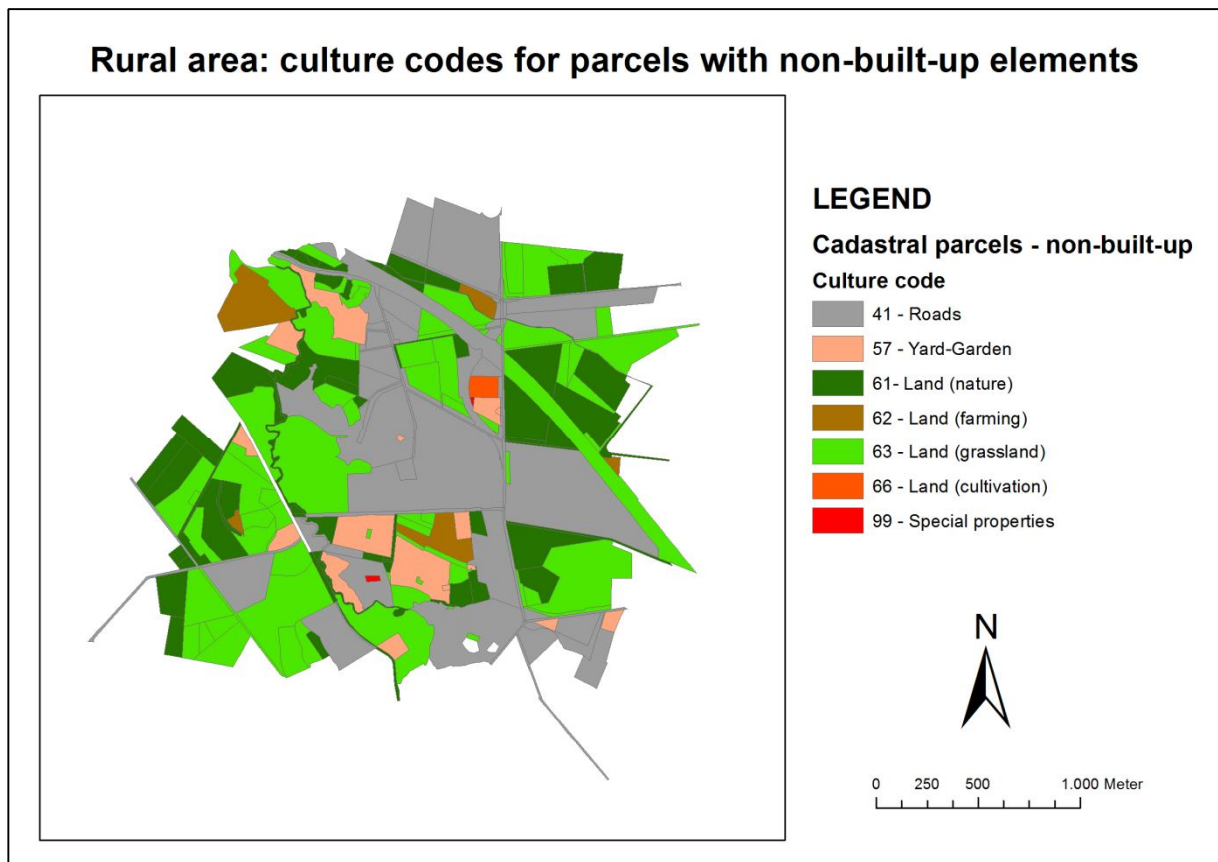 Rural area: culture codes for parcels with non-built-up elements
LEGEND
Cadastral parcels - non-built-up
Culture code
41 - Roads
57 - Yard-Garden
61- Land (nature)
62 - Land (farming)
63 - Land (grassland)
66 - Land (cultivation)
99 - Special properties
N
0 250 500 1.000 Meter